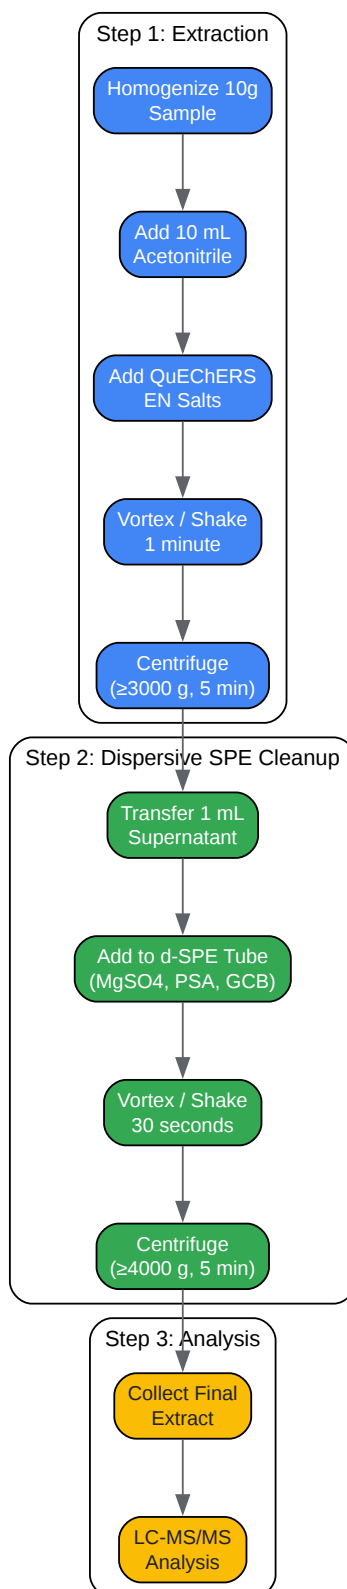 Step 1: Extraction
Homogenize 10g
Sample
Add 10 mL
Acetonitrile
Add QuEChERS
EN Salts
Vortex / Shake
1 minute
Centrifuge
(≥3000 g, 5 min)
Step 2: Dispersive SPE Cleanup
Transfer 1 mL
Supernatant
Add to d-SPE Tube
(MgSO4, PSA, GCB)
Vortex / Shake
30 seconds
Centrifuge
(≥4000 g, 5 min)
Step 3: Analysis
Collect Final
Extract
LC-MS/MS
Analysis